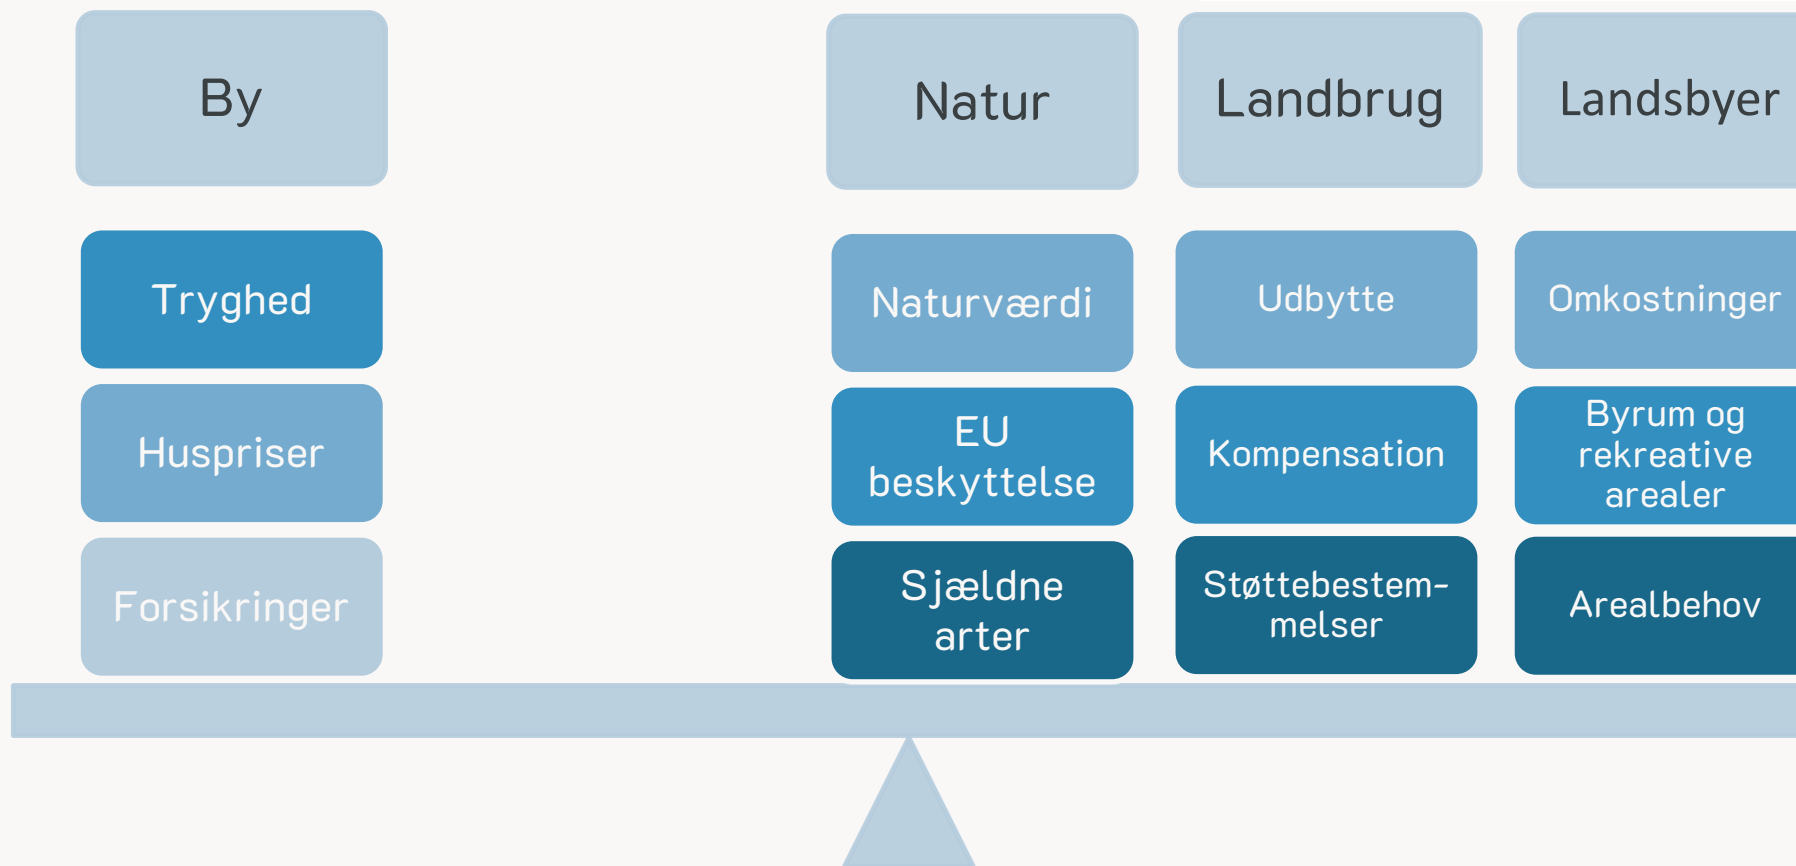 By
Natur
Landbrug
Landsbyer
Tryghed
Huspriser
Forsikringer
Naturværdi
EU
beskyttelse
Sjældne
arter
Udbytte
Kompensation
Støttebestem-
melser
Omkostninger
Byrum og
rekreative
arealer
Arealbehov